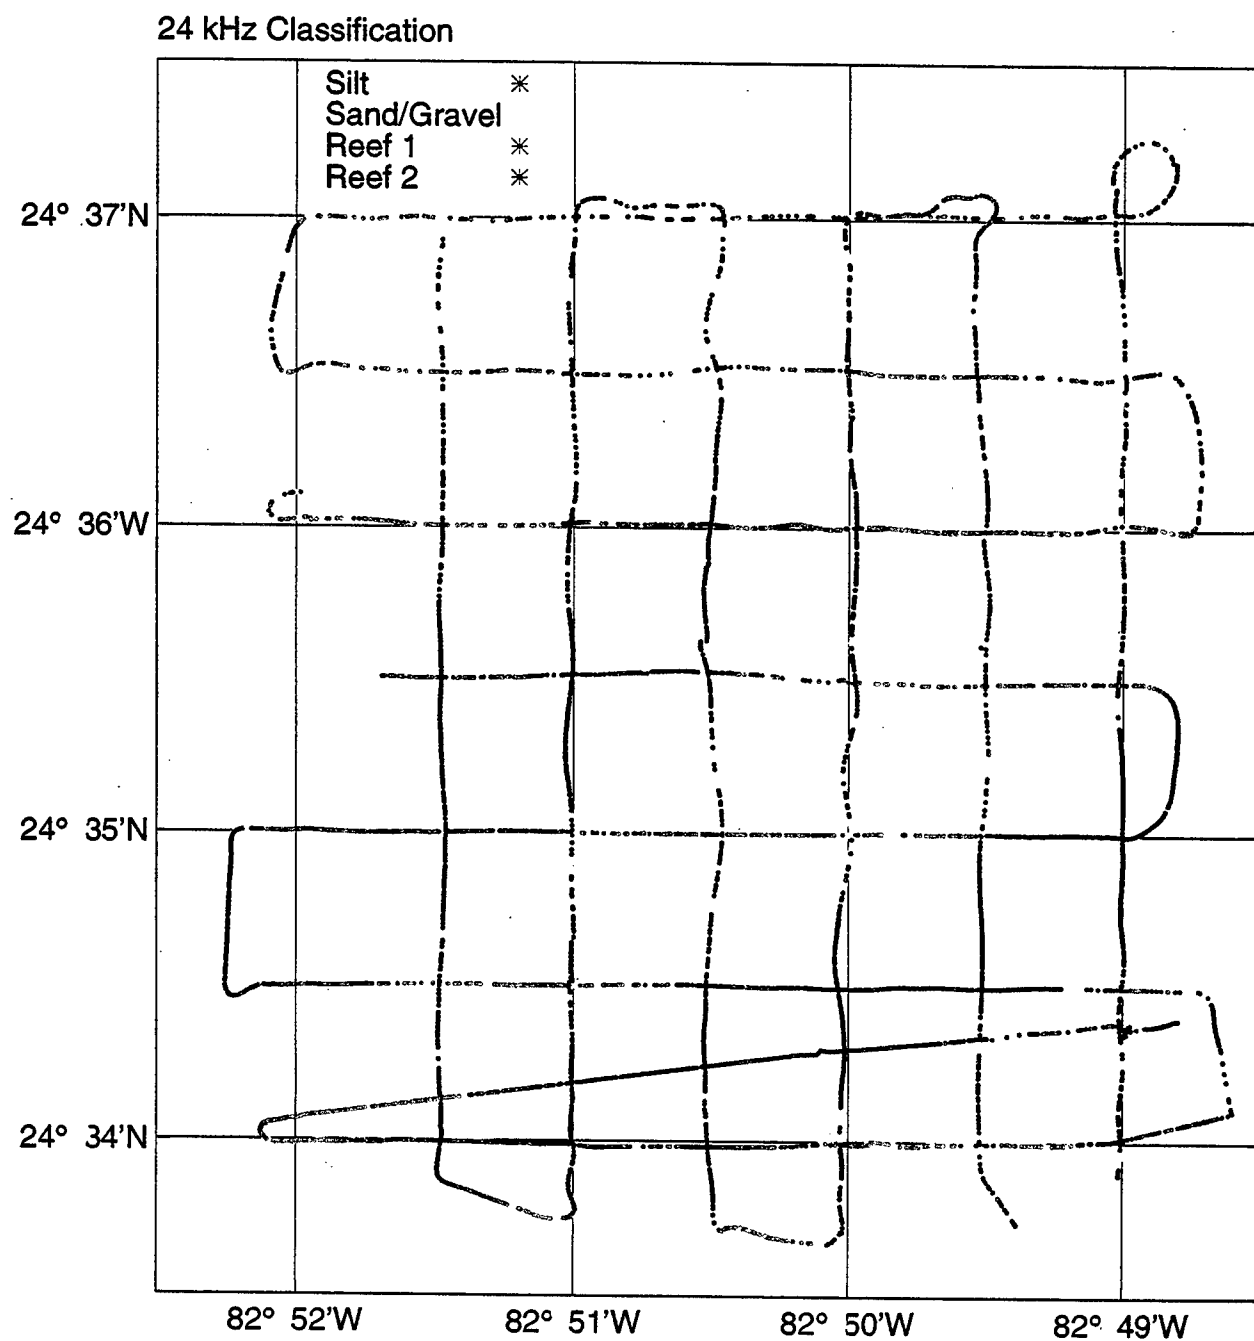 24 kHz Classification
Silt *
Sand/Gravel
Reef 1 *
Reef 2 *
24° 37'N
24° 36'W
24° 35'N
24° 34'N
82° 52'W 82° 51'W 82° 50'W 82° 49'W